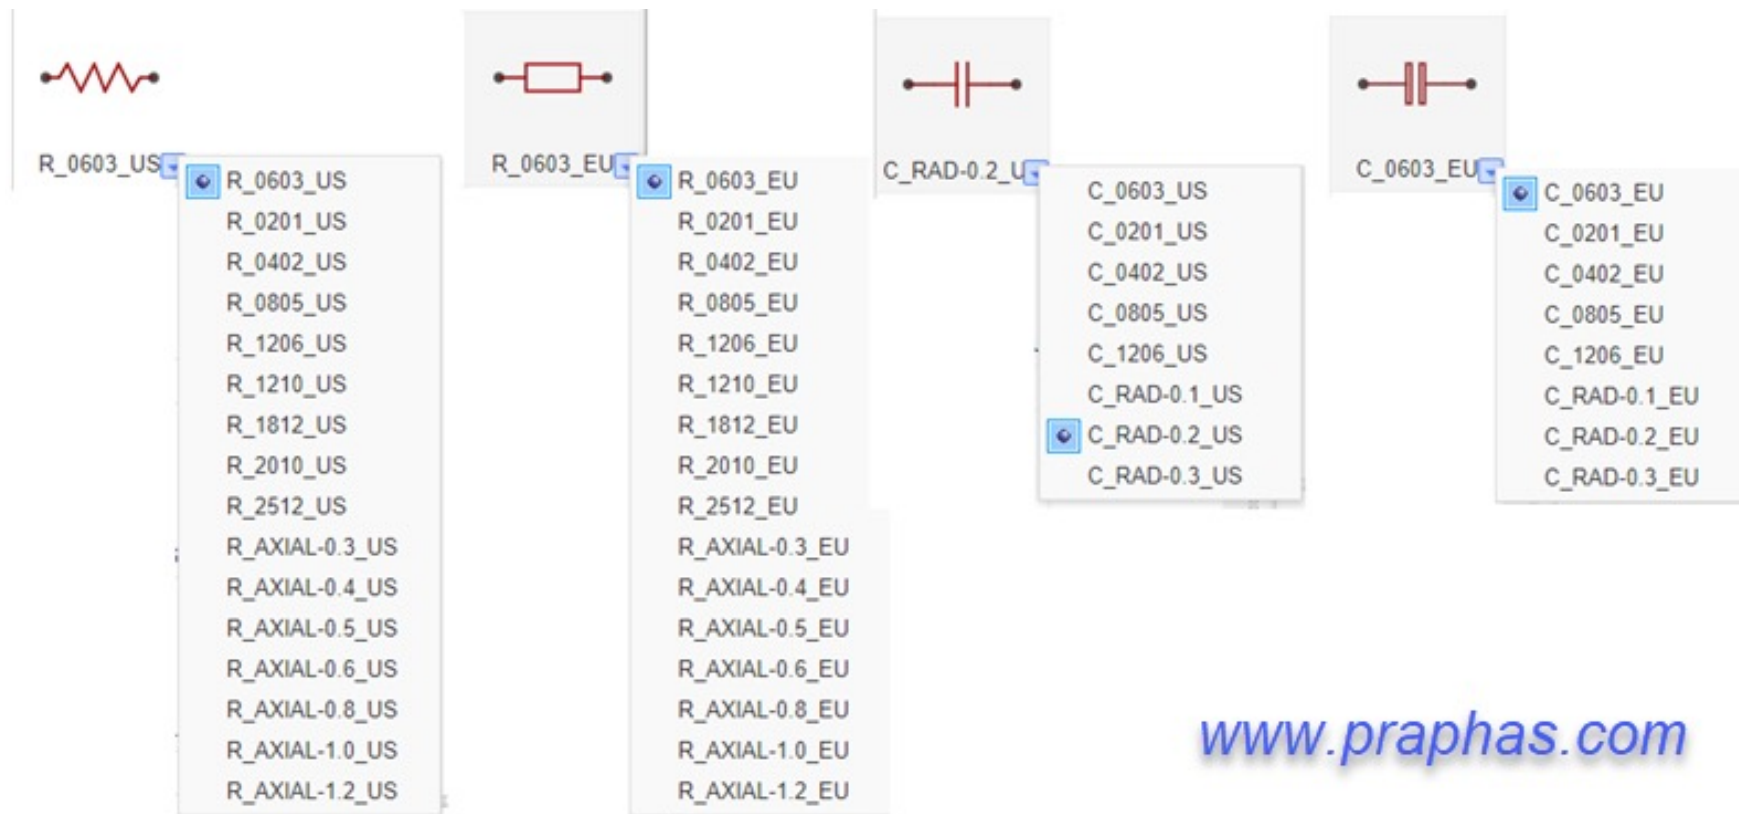 R_0603_US
R_0603_US
R_0201_US
R_0402_US
R_0805_US
R_1206_US
R_1210_US
R_1812_US
R_2010_US
R_2512_US
R_AXIAL-0.3_US
R_AXIAL-0.4_US
R_AXIAL-0.5_US
R_AXIAL-0.6_US
R_AXIAL-0.8_US
R_AXIAL-1.0_US
R_AXIAL-1.2_US
R_0603_EU
R_0603_EU
R_0201_EU
R_0402_EU
R_0805_EU
R_1206_EU
R_1210_EU
R_1812_EU
R_2010_EU
R_2512_EU
R_AXIAL-0.3_EU
R_AXIAL-0.4_EU
R_AXIAL-0.5_EU
R_AXIAL-0.6_EU
R_AXIAL-0.8_EU
R_AXIAL-1.0_EU
R_AXIAL-1.2_EU
C_RAD-0.2_U
C_0603_US
C_0201_US
C_0402_US
C_0805_US
C_1206_US
C_RAD-0.1_US
C_RAD-0.2_US
C_RAD-0.3_US
C_0603_EU
C_0603_EU
C_0201_EU
C_0402_EU
C_0805_EU
C_1206_EU
C_RAD-0.1_EU
C_RAD-0.2_EU
C_RAD-0.3_EU
www.praphas.com